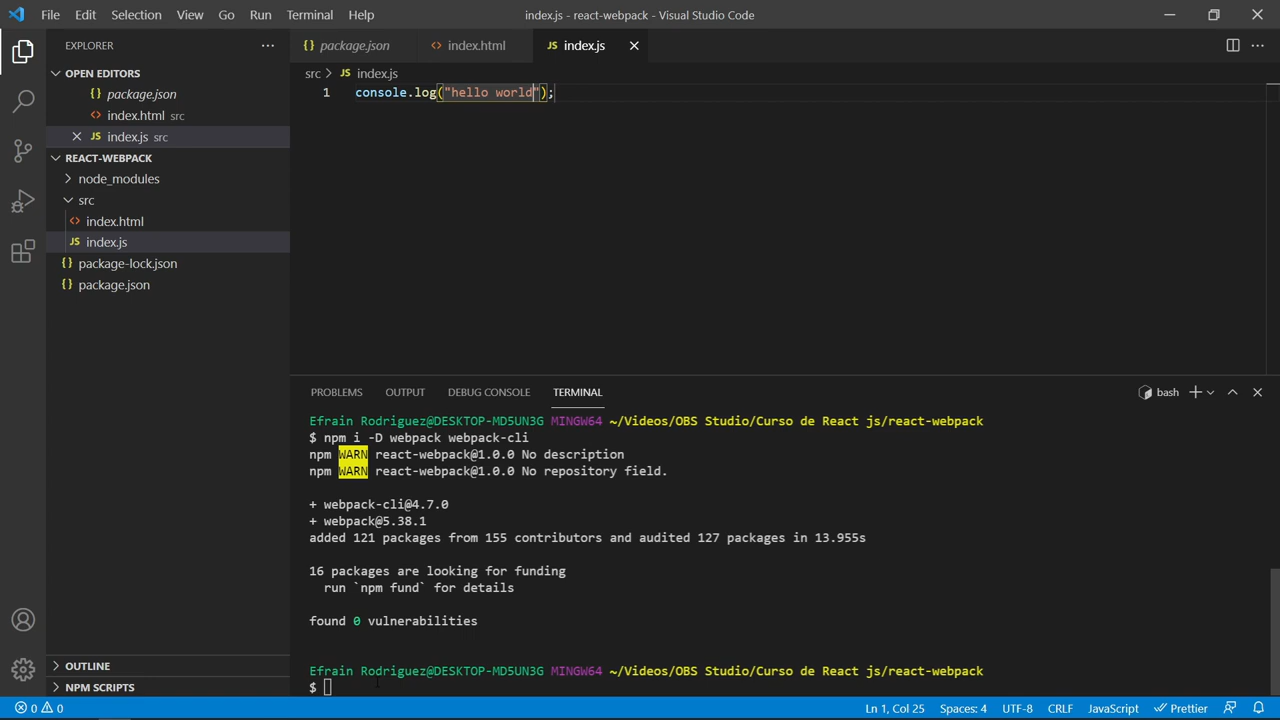 File Edit Selection View Go Run Terminal Help index.js - react-webpack - Visual Studio Code
EXPLORER
OPEN EDITORS
{} package.json
<> index.html src
JS index.js src
REACT-WEBPACK
node_modules
src
<> index.html
JS index.js
{} package-lock.json
{} package.json
OUTLINE
NPM SCRIPTS
{} package.json <> index.html JS index.js
src > JS index.js
1 console.log("hello world");
PROBLEMS OUTPUT DEBUG CONSOLE TERMINAL bash
Efrain Rodriguez@DESKTOP-MD5UN3G MINGW64 ~/Videos/OBS Studio/Curso de React js/react-webpack
$ npm i -D webpack webpack-cli
npm WARN react-webpack@1.0.0 No description
npm WARN react-webpack@1.0.0 No repository field.
+ webpack-cli@4.7.0
+ webpack@5.38.1
added 121 packages from 155 contributors and audited 127 packages in 13.955s
16 packages are looking for funding
run `npm fund` for details
found 0 vulnerabilities
Efrain Rodriguez@DESKTOP-MD5UN3G MINGW64 ~/Videos/OBS Studio/Curso de React js/react-webpack
$
0 0 Ln 1, Col 25 Spaces: 4 UTF-8 CRLF JavaScript Prettier